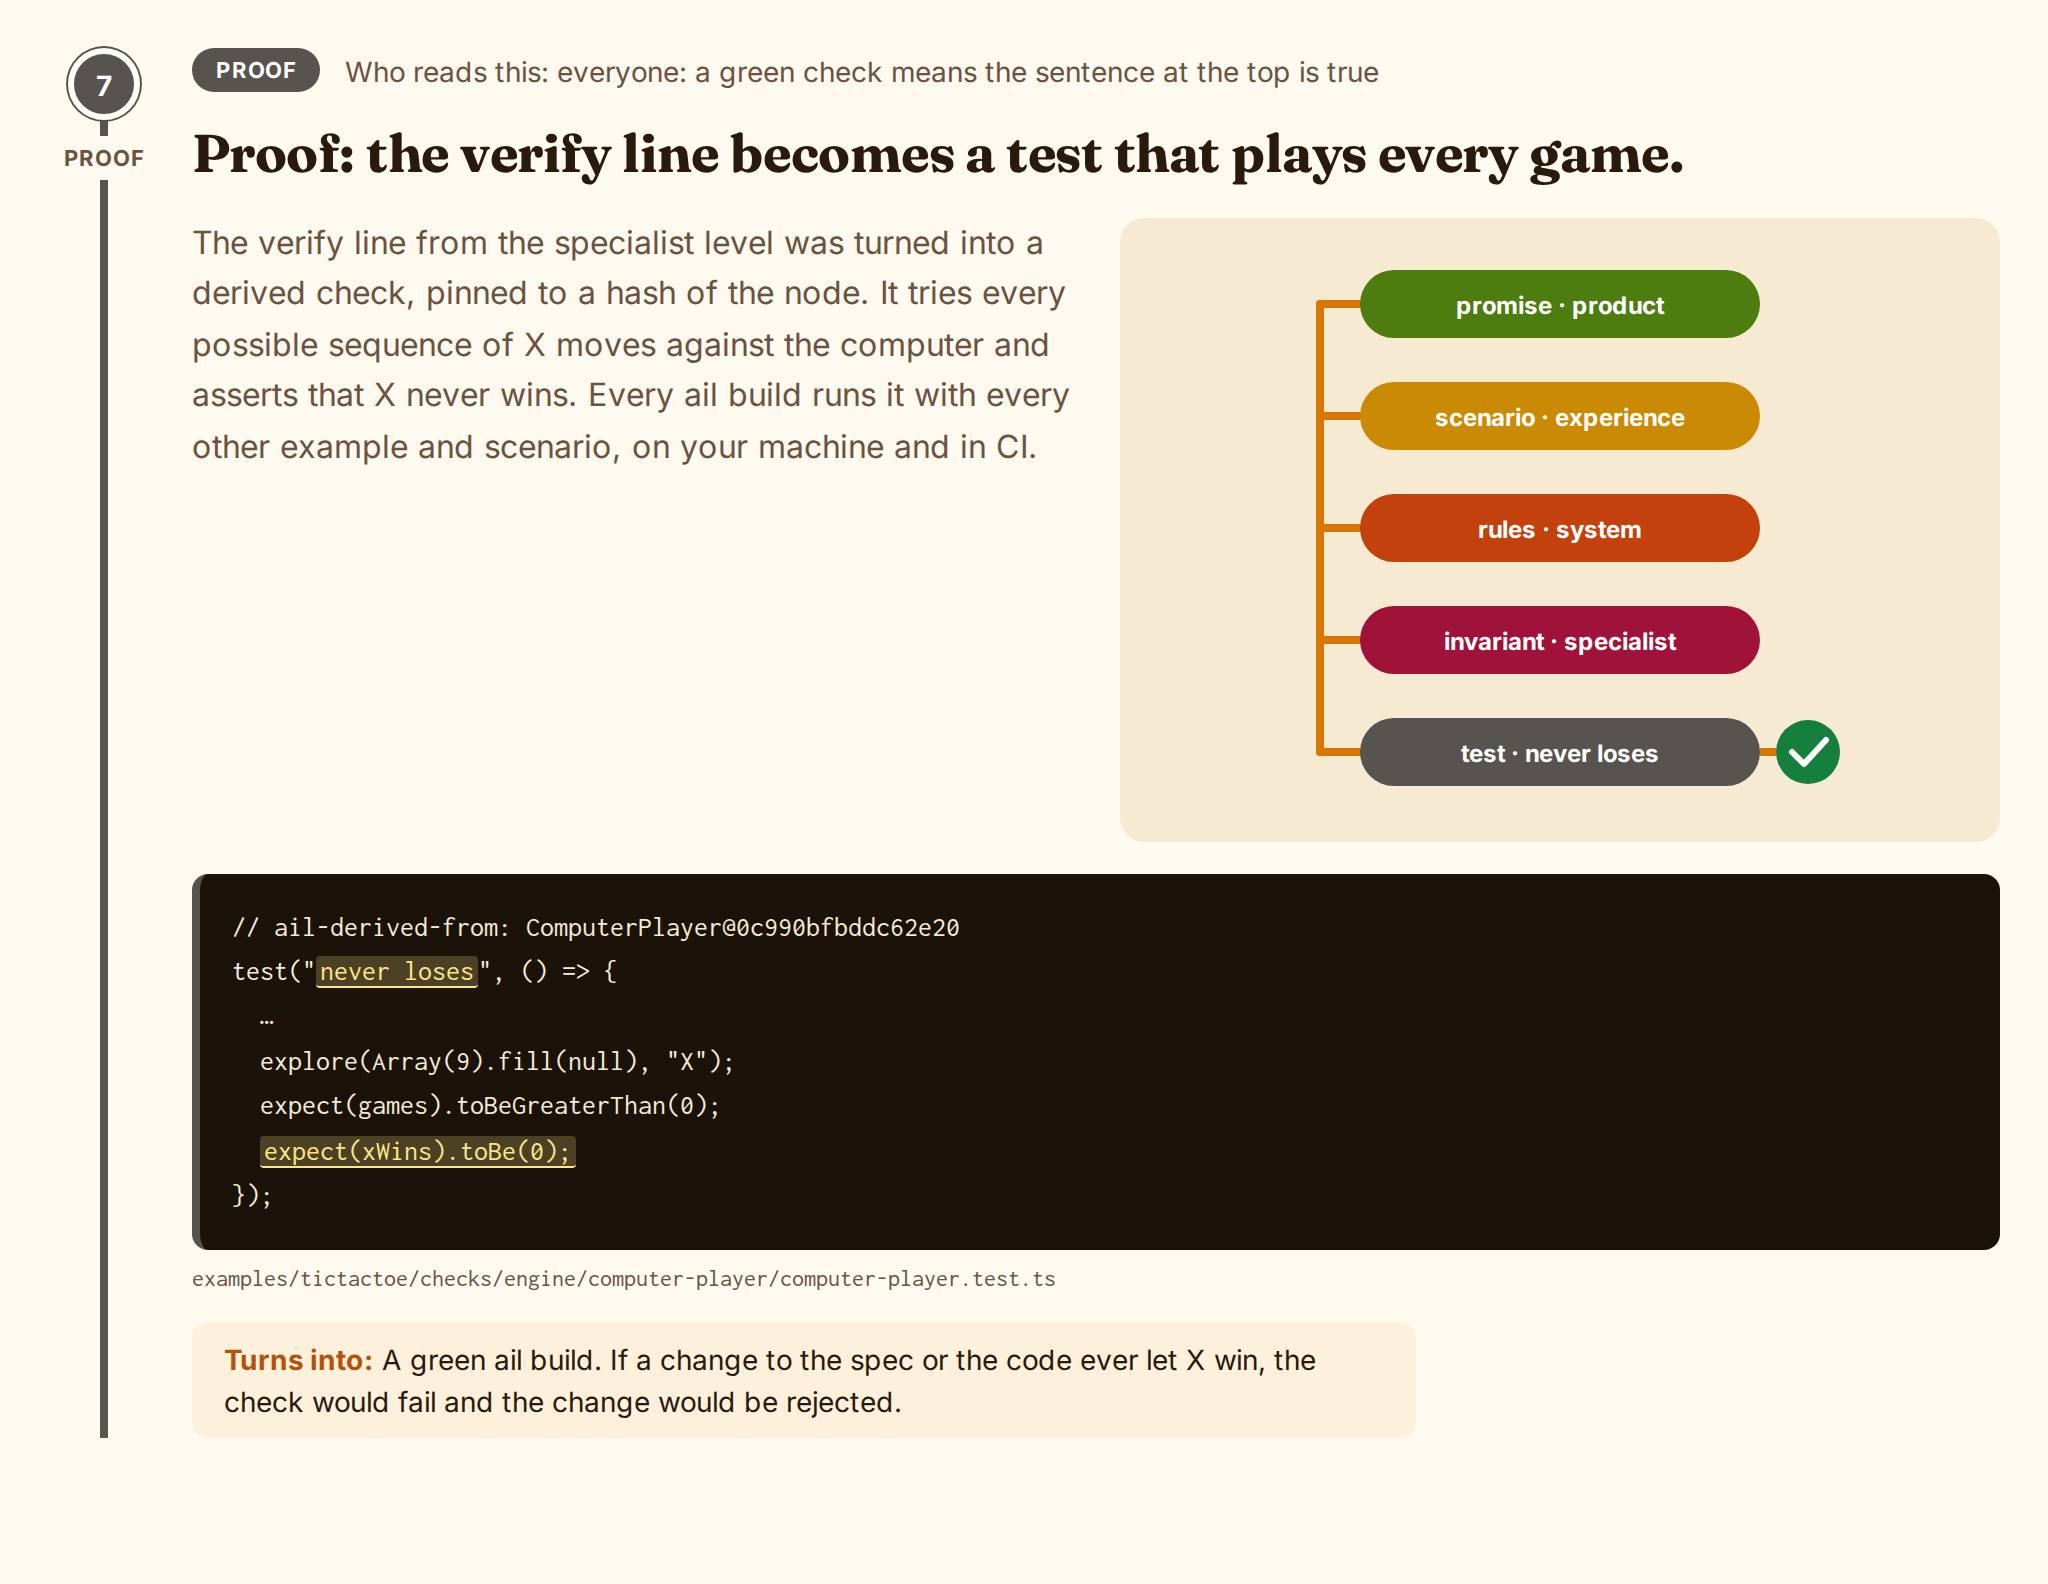 7
PROOF
PROOF
Who reads this: everyone: a green check means the sentence at the top is true
Proof: the verify line becomes a test that plays every game.
The verify line from the specialist level was turned into a
derived check, pinned to a hash of the node. It tries every
possible sequence of X moves against the computer and
asserts that X never wins. Every ail build runs it with every
other example and scenario, on your machine and in CI.
promise · product
scenario · experience
rules · system
invariant · specialist
test · never loses
// ail-derived-from: ComputerPlayer@0c990bfbddc62e20
test("never loses", () => {
  …
  explore(Array(9).fill(null), "X");
  expect(games).toBeGreaterThan(0);
  expect(xWins).toBe(0);
});
examples/tictactoe/checks/engine/computer-player/computer-player.test.ts
Turns into: A green ail build. If a change to the spec or the code ever let X win, the
check would fail and the change would be rejected.